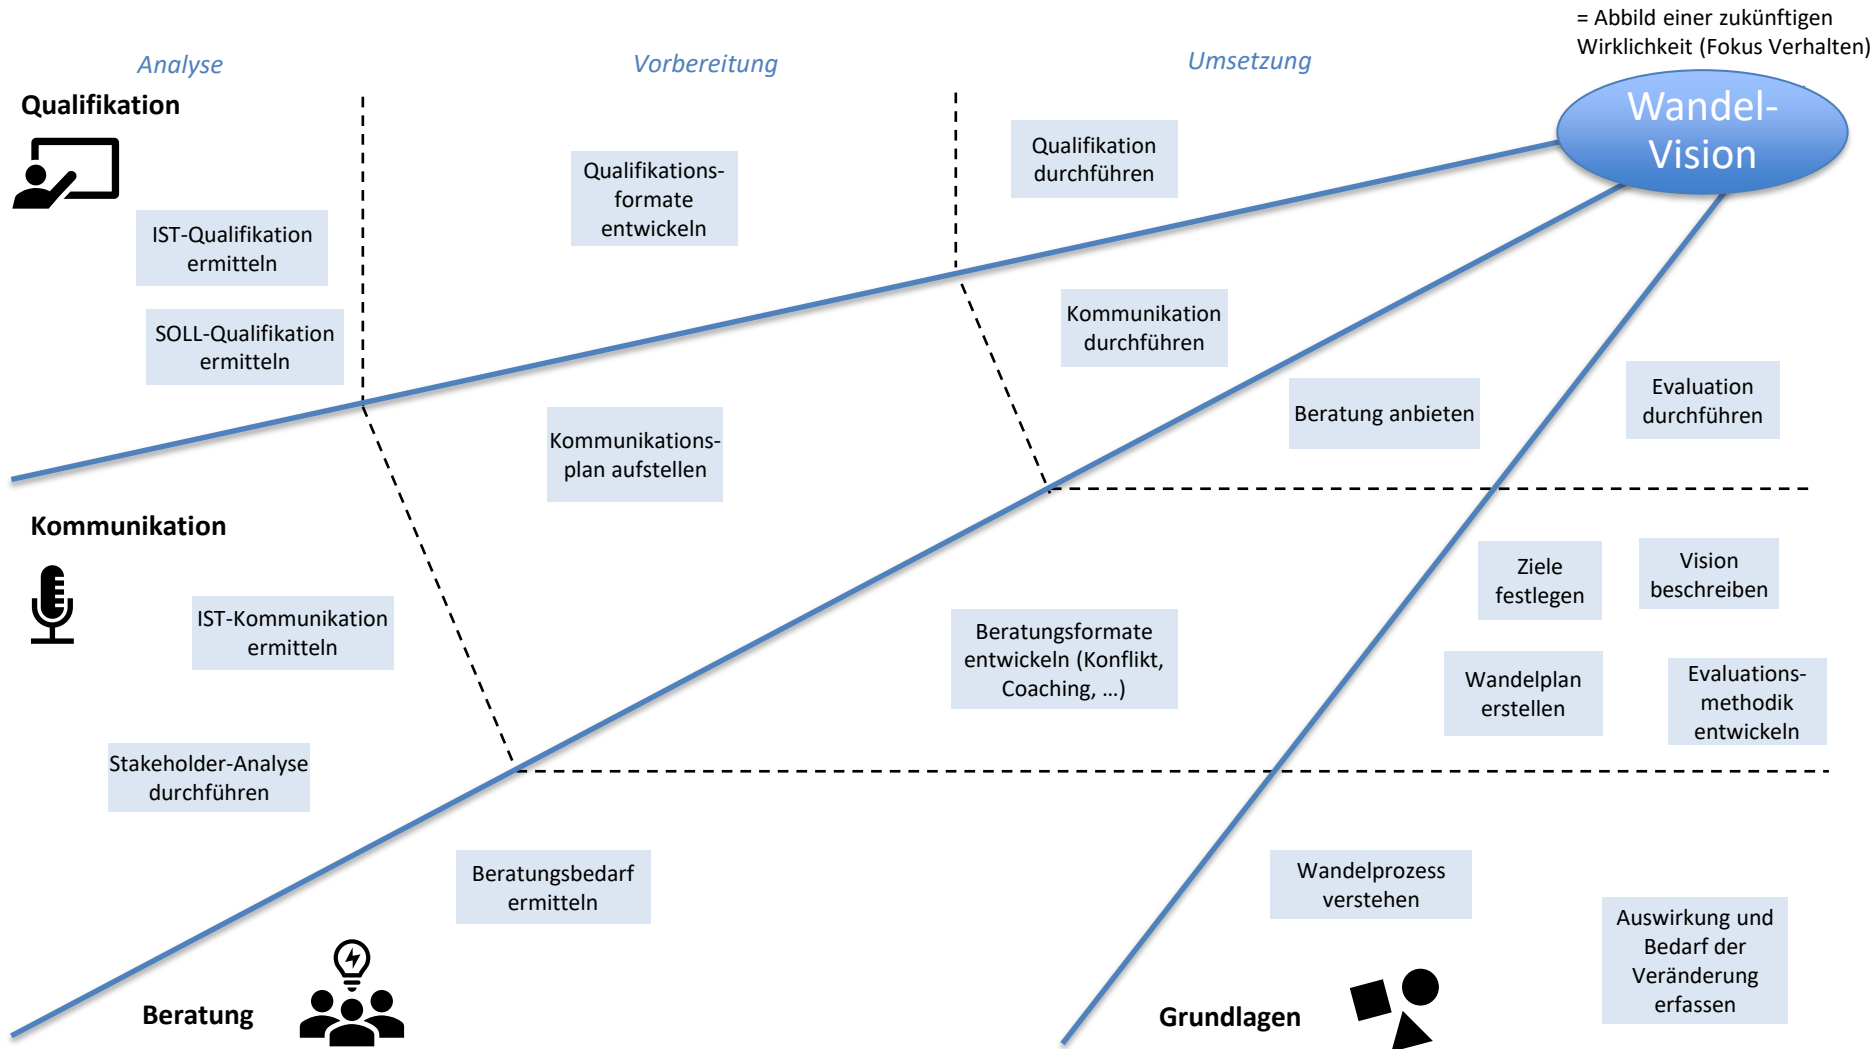 = Abbild einer zukünftigen
Wirklichkeit (Fokus Verhalten)
Analyse
Vorbereitung
Umsetzung
Wandel-
Vision
Qualifikation
IST-Qualifikation
ermitteln
SOLL-Qualifikation
ermitteln
Qualifikations-
formate
entwickeln
Qualifikation
durchführen
Kommunikation
IST-Kommunikation
ermitteln
Stakeholder-Analyse
durchführen
Kommunikations-
plan aufstellen
Kommunikation
durchführen
Beratung
Beratungsbedarf
ermitteln
Beratungsformate
entwickeln (Konflikt,
Coaching, ...)
Beratung anbieten
Grundlagen
Wandelprozess
verstehen
Auswirkung und
Bedarf der
Veränderung
erfassen
Ziele
festlegen
Vision
beschreiben
Wandelplan
erstellen
Evaluations-
methodik
entwickeln
Evaluation
durchführen